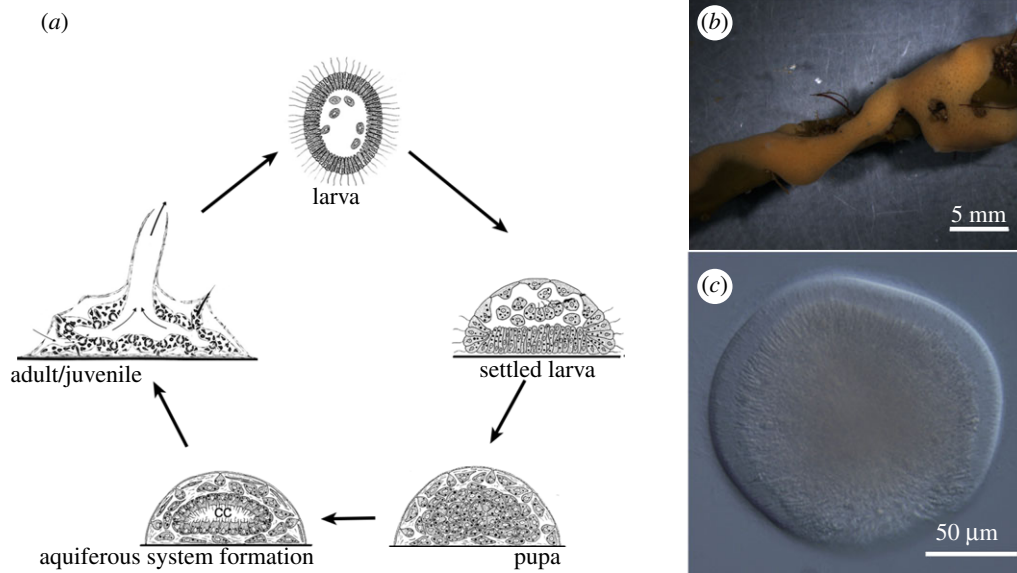 (a)
larva
settled larva
pupa
aquiferous system formation
cc
adult/juvenile
(b)
5 mm
(c)
50 µm